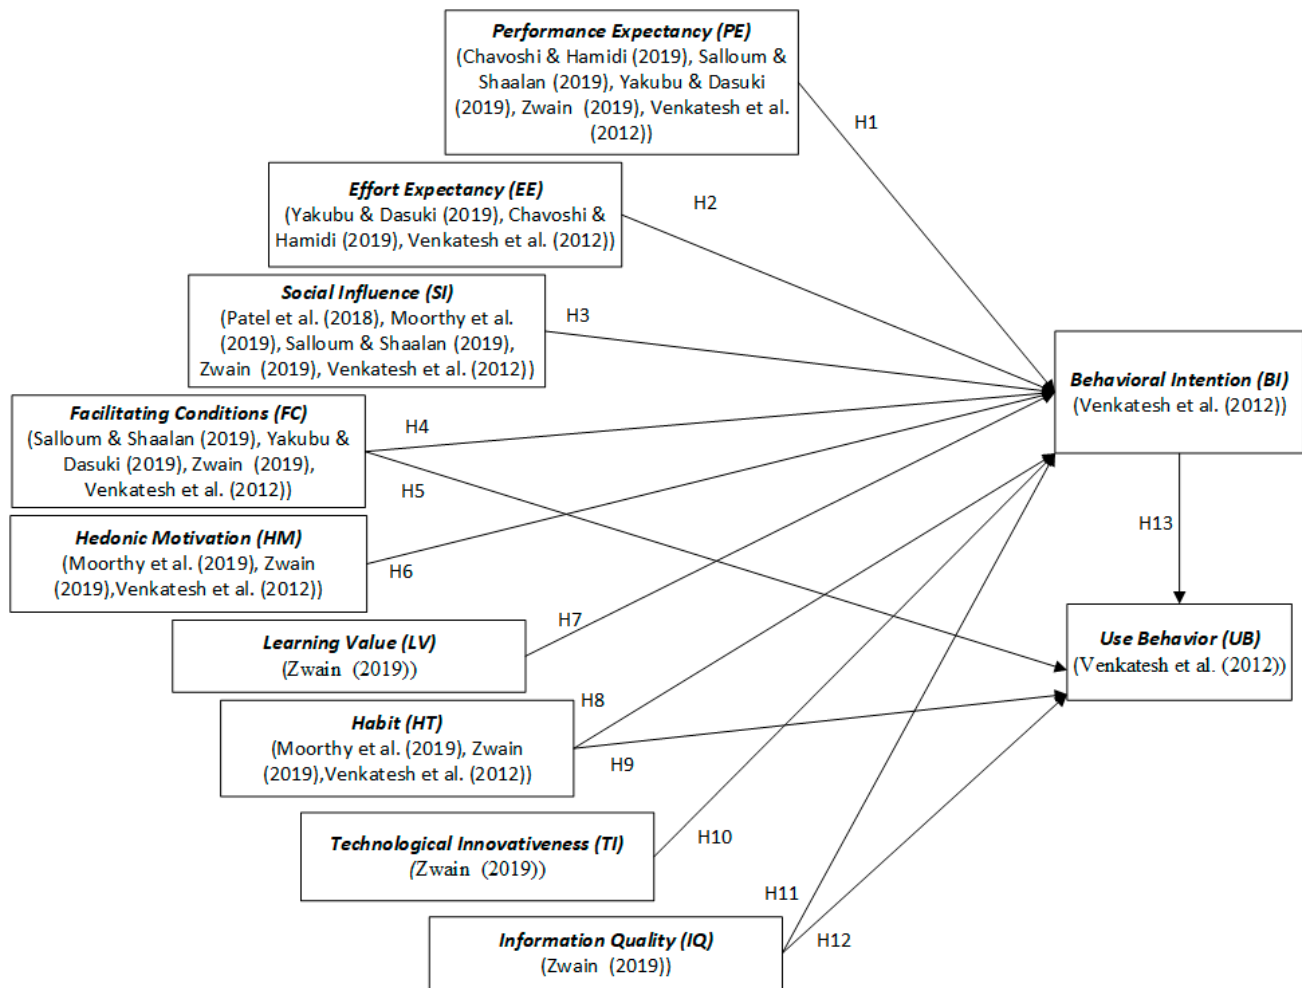 Performance Expectancy (PE)
(Chavoshi & Hamidi (2019), Salloum &
Shaalan (2019), Yakubu & Dasuki
(2019), Zwain (2019), Venkatesh et al.
(2012))
H1
Effort Expectancy (EE)
(Yakubu & Dasuki (2019), Chavoshi &
Hamidi (2019), Venkatesh et al. (2012))
H2
Social Influence (SI)
(Patel et al. (2018), Moorthy et al.
(2019), Salloum & Shaalan (2019),
Zwain (2019), Venkatesh et al. (2012))
H3
Behavioral Intention (BI)
(Venkatesh et al. (2012))
Facilitating Conditions (FC)
(Salloum & Shaalan (2019), Yakubu &
Dasuki (2019), Zwain (2019),
Venkatesh et al. (2012))
H4
H5
Hedonic Motivation (HM)
(Moorthy et al. (2019), Zwain
(2019),Venkatesh et al. (2012))
H6
H13
Learning Value (LV)
(Zwain (2019))
H7
Use Behavior (UB)
(Venkatesh et al. (2012))
Habit (HT)
(Moorthy et al. (2019), Zwain
(2019),Venkatesh et al. (2012))
H8
H9
Technological Innovativeness (TI)
(Zwain (2019))
H10
Information Quality (IQ)
(Zwain (2019))
H11
H12